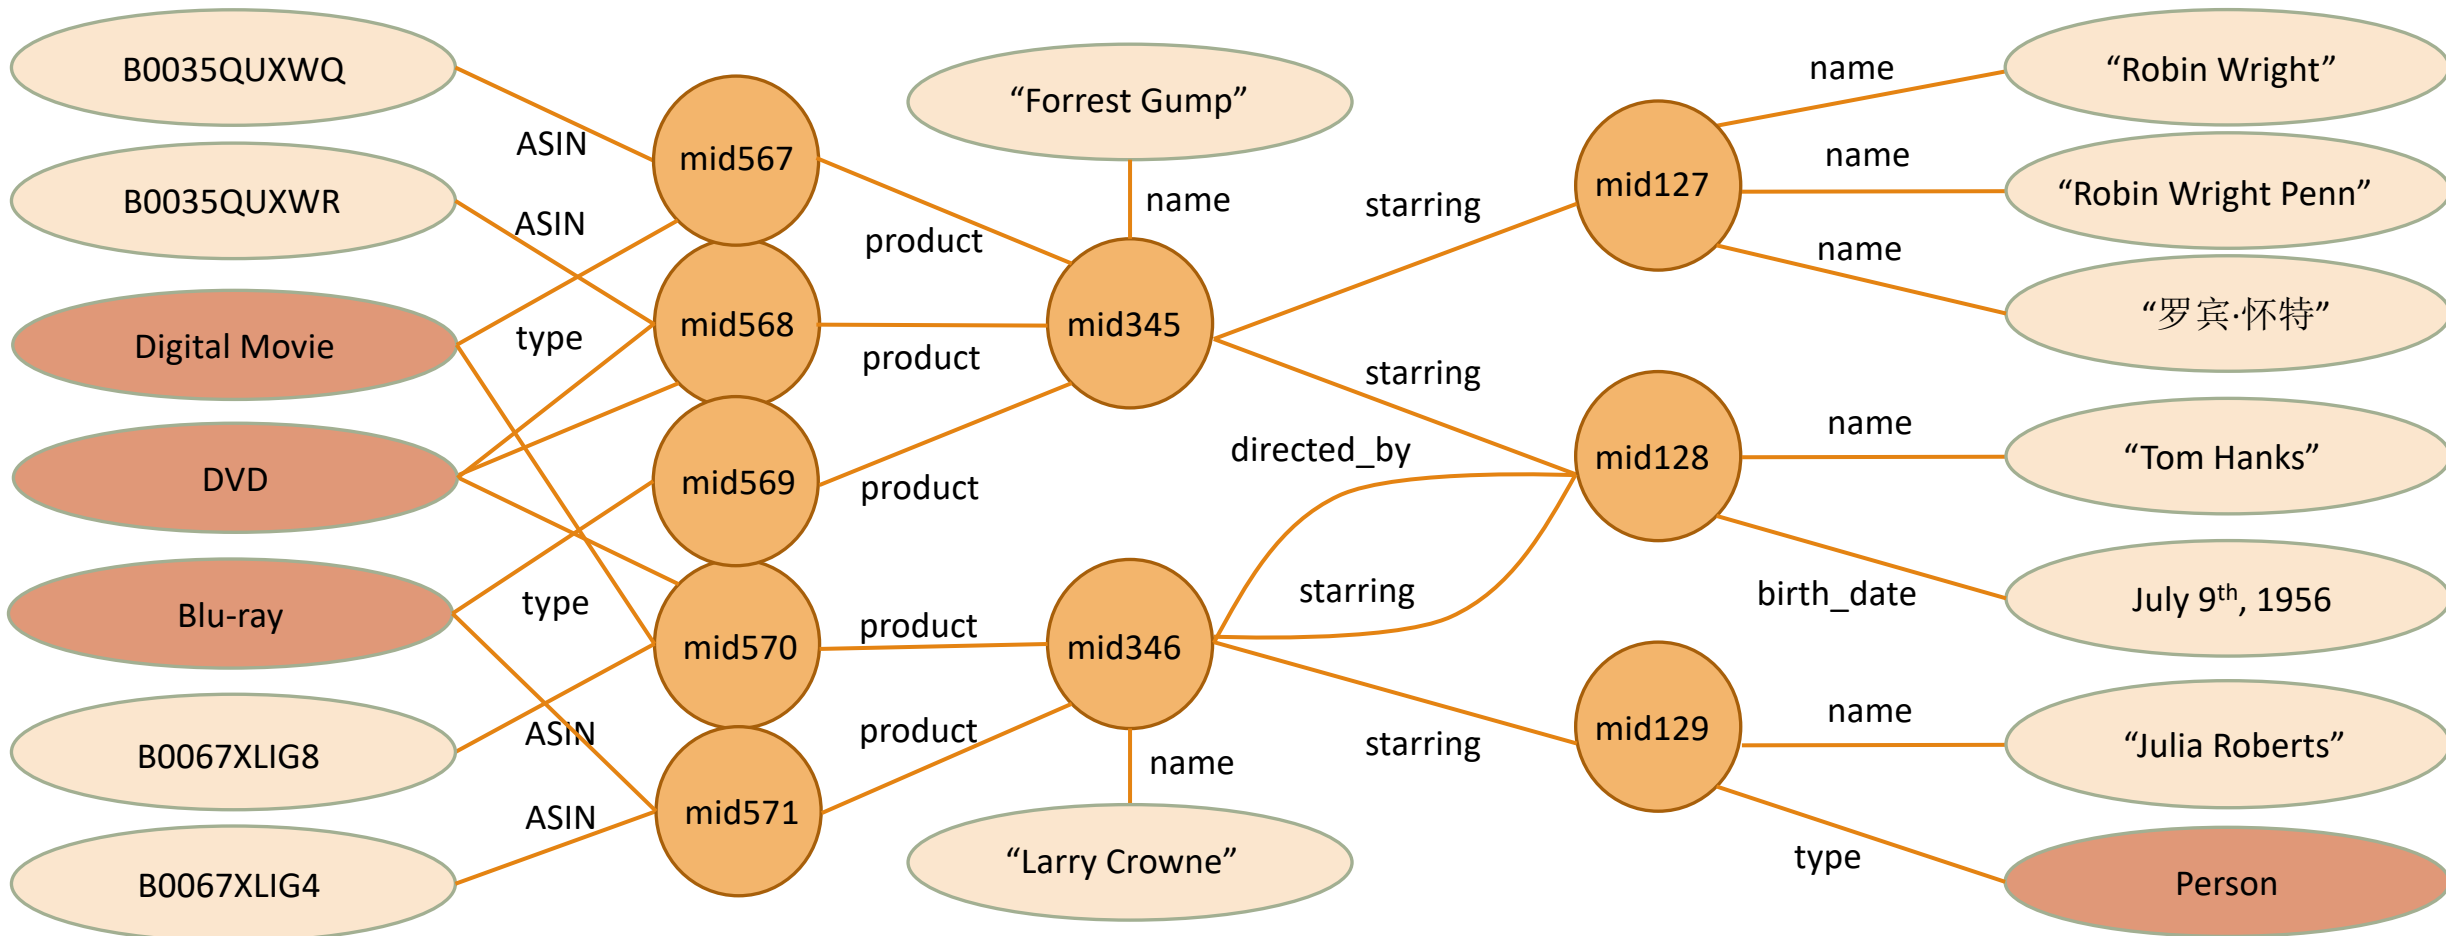 B0035QUXWQ
B0035QUXWR
Digital Movie
DVD
Blu-ray
B0067XLIG8
B0067XLIG4
ASIN
ASIN
type
type
ASIN
ASIN
mid567
mid568
mid569
mid570
mid571
product
product
product
product
product
“Forrest Gump”
name
mid345
mid346
name
“Larry Crowne”
starring
starring
directed_by
starring
starring
mid127
mid128
mid129
name
name
name
name
birth_date
name
type
“Robin Wright”
“Robin Wright Penn”
“罗宾·怀特”
“Tom Hanks”
July 9th, 1956
“Julia Roberts”
Person